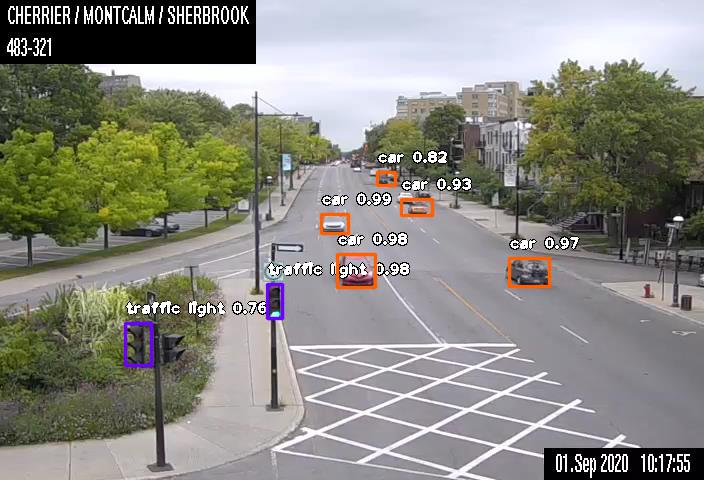 CHERRIER / MONTCALM / SHERBROOK
483-321
car 0.82
car 0.93
car 0.99
car 0.98
car 0.97
traffic light 0.98
traffic light 0.76
01.Sep 2020 10:17:55